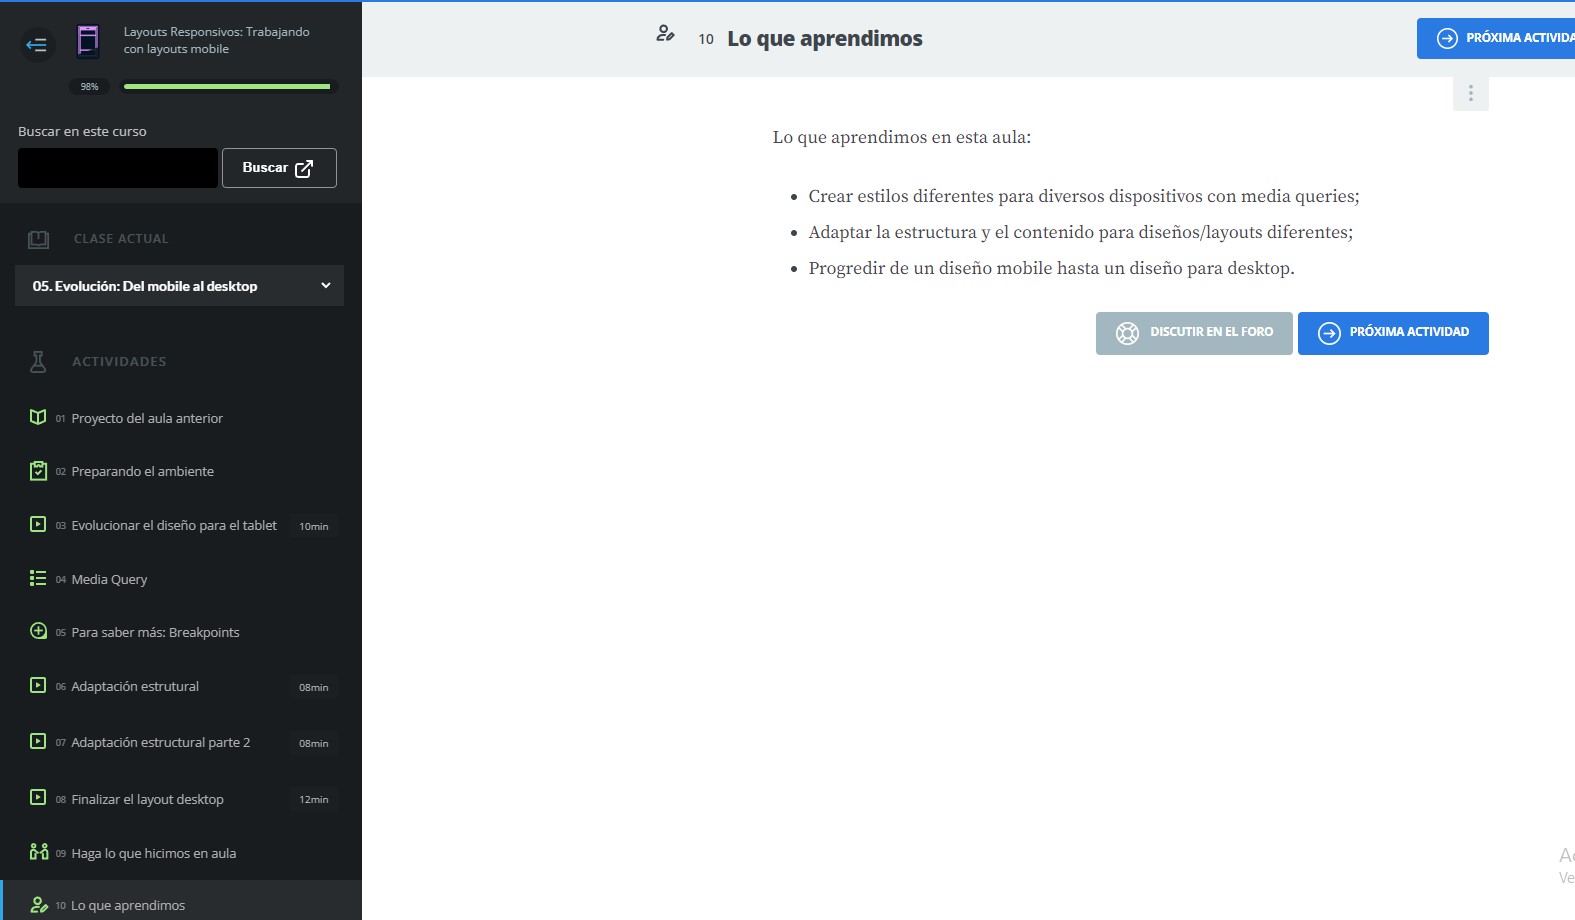 Layouts Responsivos: Trabajando
con layouts mobile
98%
Buscar en este curso
Buscar
CLASE ACTUAL
05. Evolución: Del mobile al desktop
ACTIVIDADES
01 Proyecto del aula anterior
02 Preparando el ambiente
03 Evolucionar el diseño para el tablet 10min
04 Media Query
05 Para saber más: Breakpoints
06 Adaptación estrutural 08min
07 Adaptación estructural parte 2 08min
08 Finalizar el layout desktop 12min
09 Haga lo que hicimos en aula
10 Lo que aprendimos
10 Lo que aprendimos
PRÓXIMA ACTIVIDA
Lo que aprendimos en esta aula:
• Crear estilos diferentes para diversos dispositivos con media queries;
• Adaptar la estructura y el contenido para diseños/layouts diferentes;
• Progredir de un diseño mobile hasta un diseño para desktop.
DISCUTIR EN EL FORO
PRÓXIMA ACTIVIDAD